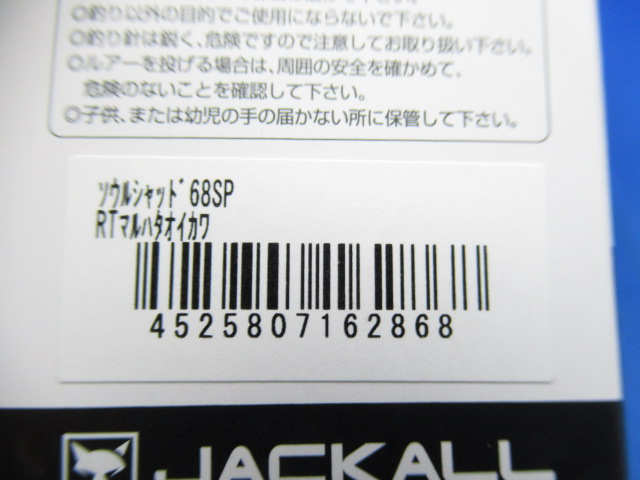 ◎釣り以外の目的でご使用にならないで下さい。
◎釣り針は鋭く、危険ですので注意してお取り扱い下さい。
◎ルアーを投げる場合は、周囲の安全を確かめて、
危険のないことを確認して下さい。
◎子供、または幼児の手の届かない所に保管して下さい。
ソウルシャッド68SP
RTマルハタオイカワ
4525807162868
JACKALL